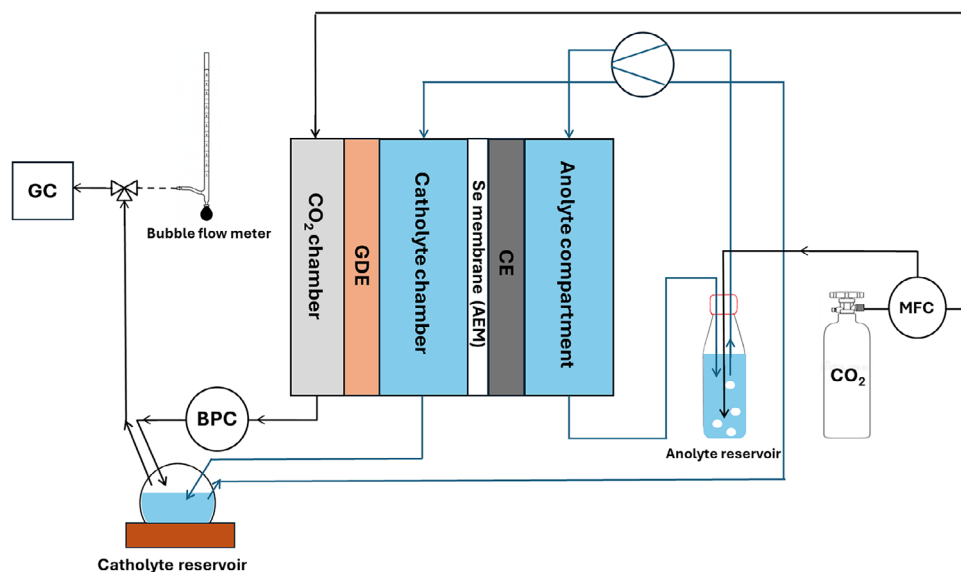 GC
Bubble flow meter
CO₂ chamber
GDE
Catholyte chamber
Se membrane (AEM)
CE
Anolyte compartment
BPC
MFC
CO₂
Anolyte reservoir
Catholyte reservoir